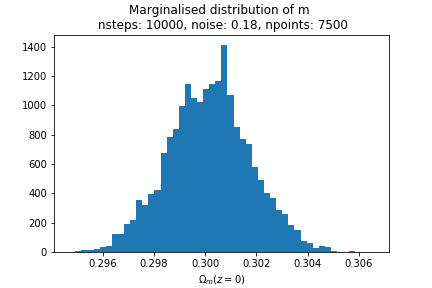 Marginalised distribution of m
nsteps: 10000, noise: 0.18, npoints: 7500
1400
1200
1000
800
600
400
200
0
0.296 0.298 0.300 0.302 0.304 0.306
Ωₘ(z = 0)